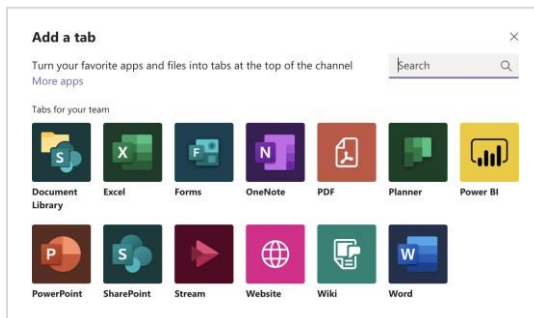 Add a tab
Turn your favorite apps and files into tabs at the top of the channel
Search
More apps
Tabs for your team
S
X
F
N
Document Library
Excel
Forms
OneNote
PDF
Planner
Power BI
P
S
W
PowerPoint
SharePoint
Stream
Website
Wiki
Word